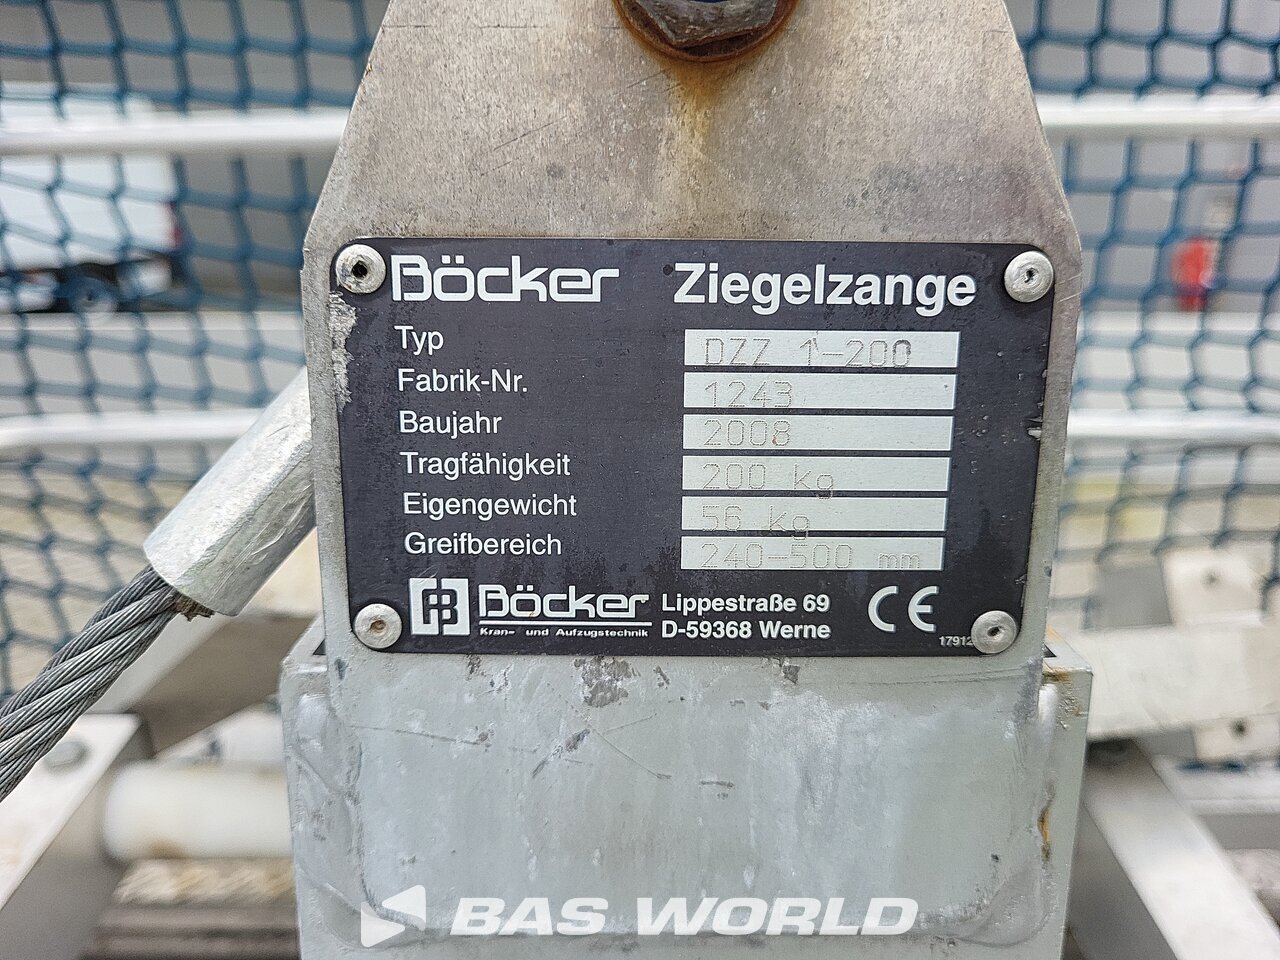 Böcker Ziegelzange
Typ DZZ 1-200
Fabrik-Nr. 1243
Baujahr 2008
Tragfähigkeit 200 kg
Eigengewicht 56 kg
Greifbereich 240-500 mm
Böcker Lippestraße 69
Kran- und Aufzugstechnik D-59368 Werne
CE
17912
BAS WORLD